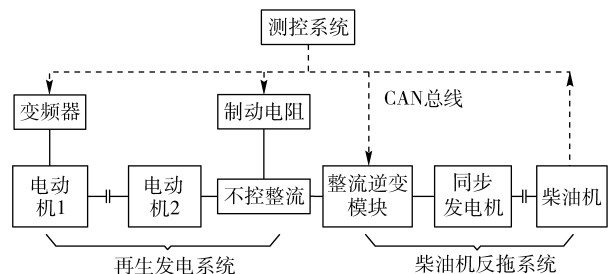 测控系统
CAN总线
变频器
制动电阻
电动
机1
电动
机2
不控整流
整流逆变
模块
同步
发电机
柴油机
再生发电系统
柴油机反拖系统